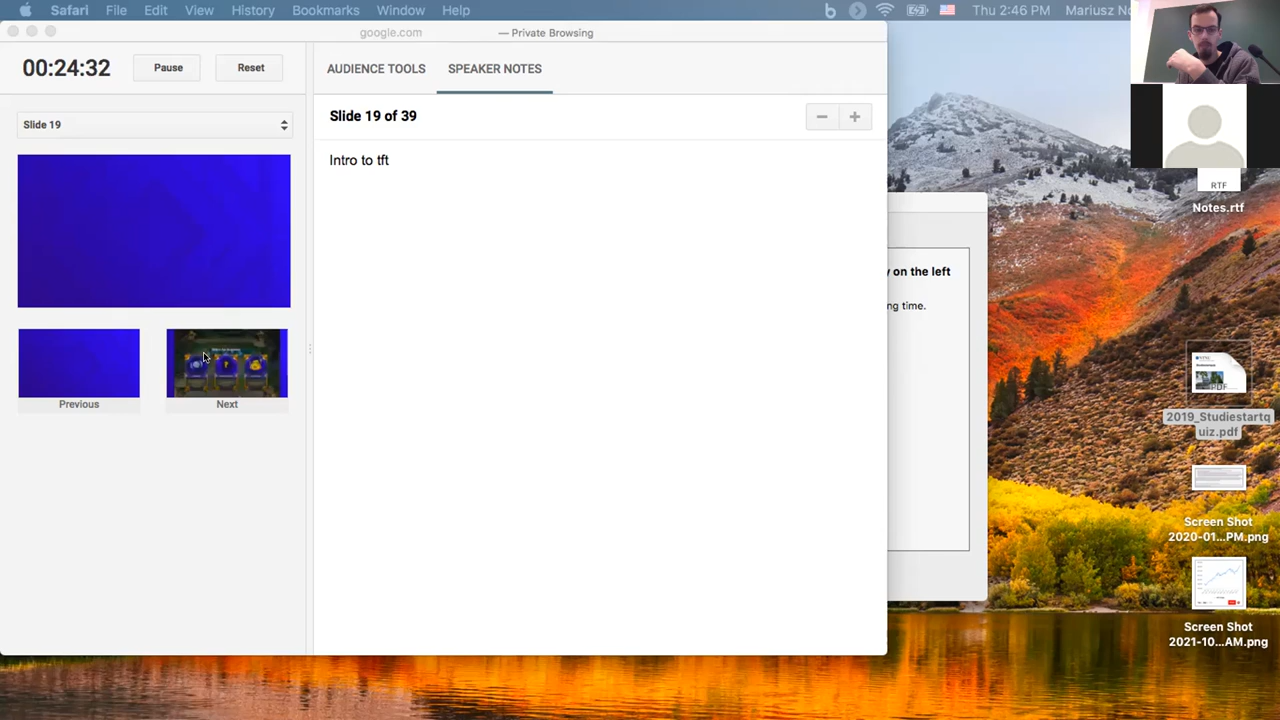 Safari File Edit View History Bookmarks Window Help Thu 2:46 PM Mariusz No
google.com — Private Browsing
00:24:32 Pause Reset
AUDIENCE TOOLS SPEAKER NOTES
Slide 19
Slide 19 of 39
Intro to tft
Previous Next
y on the left
ng time.
RTF
Notes.rtf
PDF
2019_Studiestartq
uiz.pdf
Screen Shot
2020-01...PM.png
Screen Shot
2021-10...AM.png